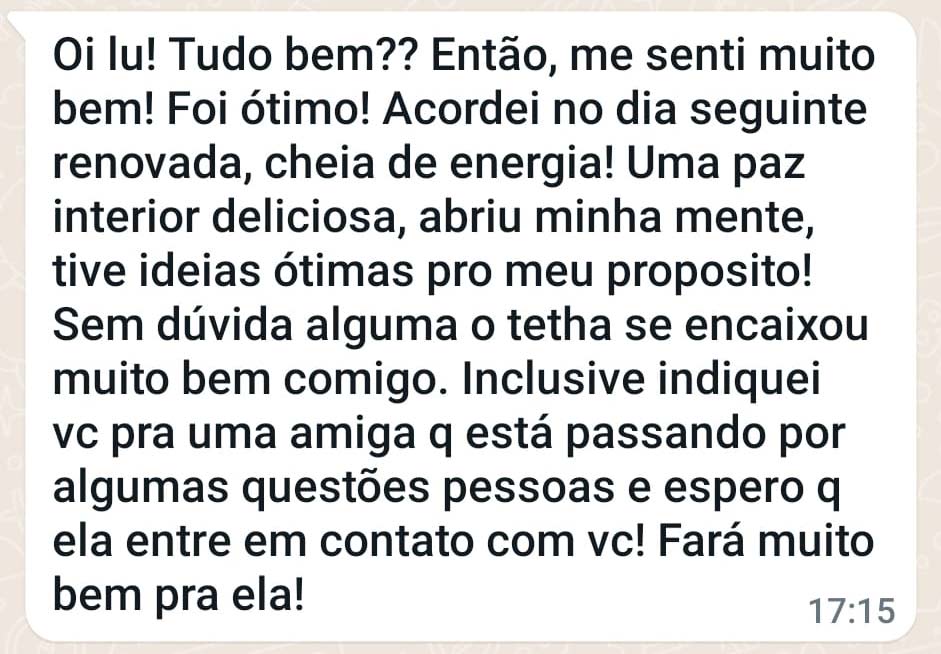 Oi lu! Tudo bem?? Então, me senti muito
bem! Foi ótimo! Acordei no dia seguinte
renovada, cheia de energia! Uma paz
interior deliciosa, abriu minha mente,
tive ideias ótimas pro meu proposito!
Sem dúvida alguma o tetha se encaixou
muito bem comigo. Inclusive indiquei
vc pra uma amiga q está passando por
algumas questões pessoas e espero q
ela entre em contato com vc! Fará muito
bem pra ela!
17:15